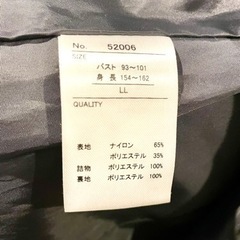 No. 52006
SIZE
バスト 93〜101
身長 154〜162
LL
QUALITY
表地 ナイロン 65%
ポリエステル 35%
詰物 ポリエステル 100%
裏地 ポリエステル 100%